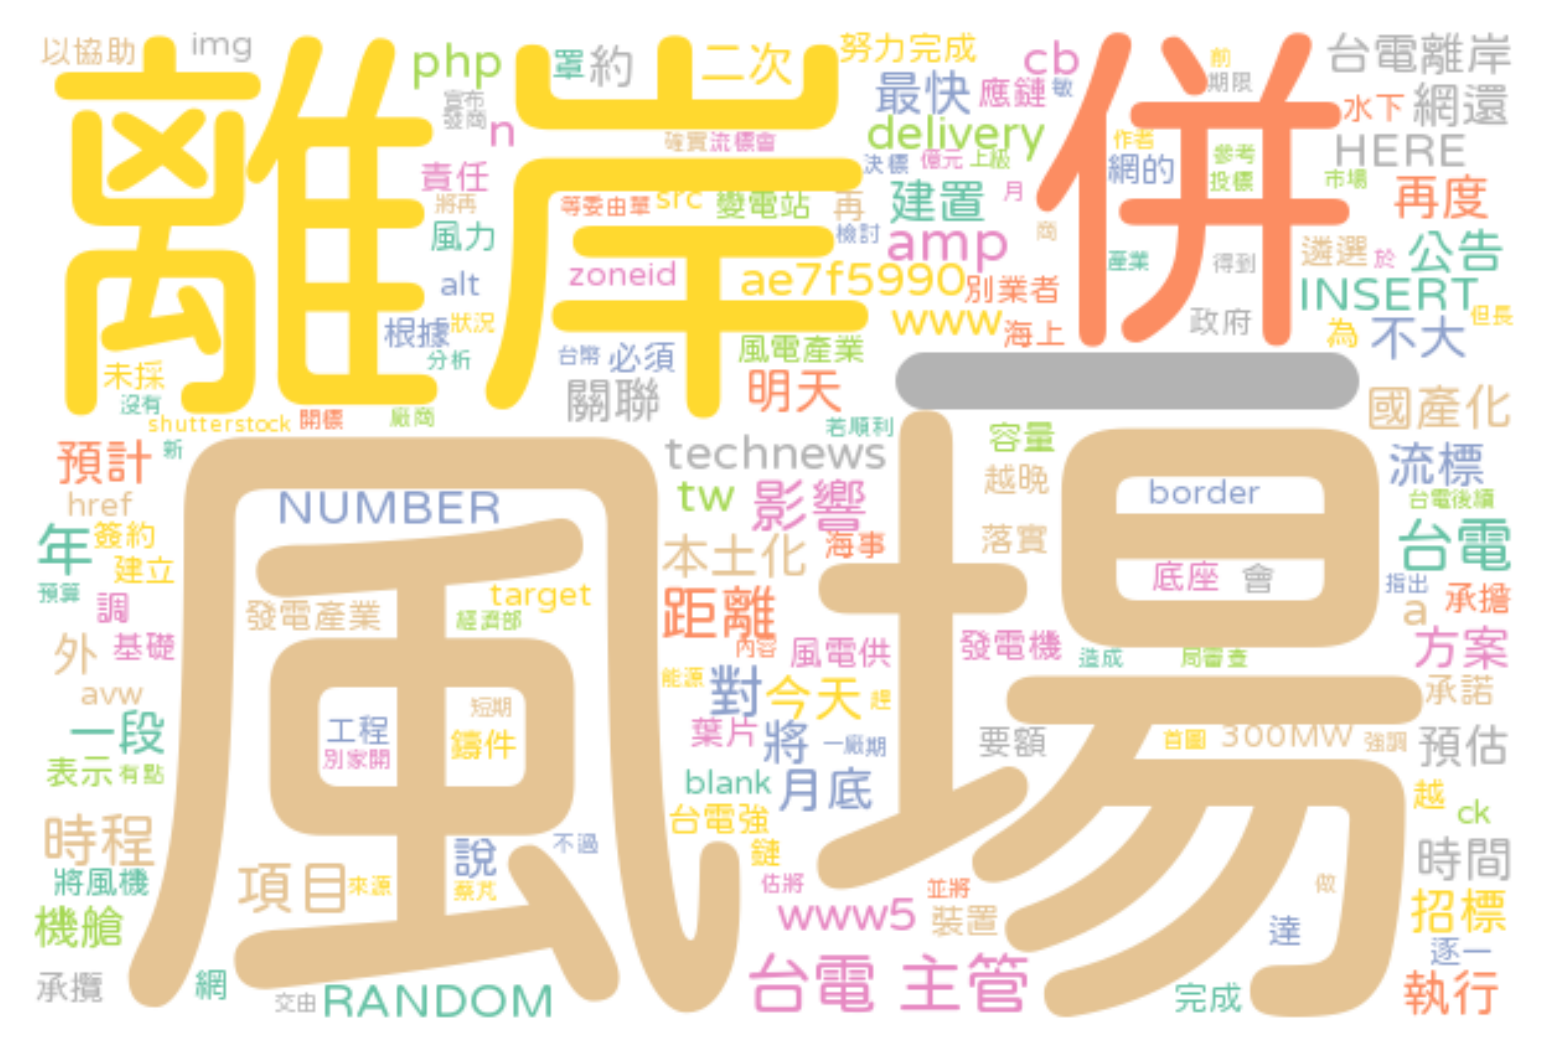 以協助
img
php
罩
約
二次
努力完成
cb
前
期限
台電離岸
離岸
併
宣布
發商
n
確實
流標會
最快
應鏈
敏
delivery
作者
水下
網還
HERE
責任
將再
等委由單
src
變電站
再
決標
億元
上級
建置
月
網的
參考
投標
市場
再度
風力
檢討
amp
商
產業
得到
遴選
於
公告
alt
zoneid
ae7f5990
別業者
INSERT
根據
狀況
分析
台幣
必須
風電產業
www
海上
政府
為
不大
但長
未採
沒有
shutterstock
開標
廠商
關聯
明天
一
國產化
預計
新
風場
technews
若順利
容量
流標
href
NUMBER
tw
影響
越晚
border
台電後續
年
簽約
建立
本土化
海事
落實
台電
預算
調
target
發電產業
經濟部
距離
內容
底座
會
指出
a
承擔
外
基礎
風電供
發電機
造成
局審查
方案
avw
能源
對
今天
趕
承諾
一段
工程
短期
鑄件
別家開
葉片
將
一廠期
要額
首圖
300MW
強調
預估
表示
有點
blank
月底
越
ck
時程
台電強
鏈
說
不過
時間
將風機
項目
來源
估將
並將
做
機艙
www5
裝置
達
招標
逐一
承攬
網
交由
RANDOM
台電 主管
完成
執行